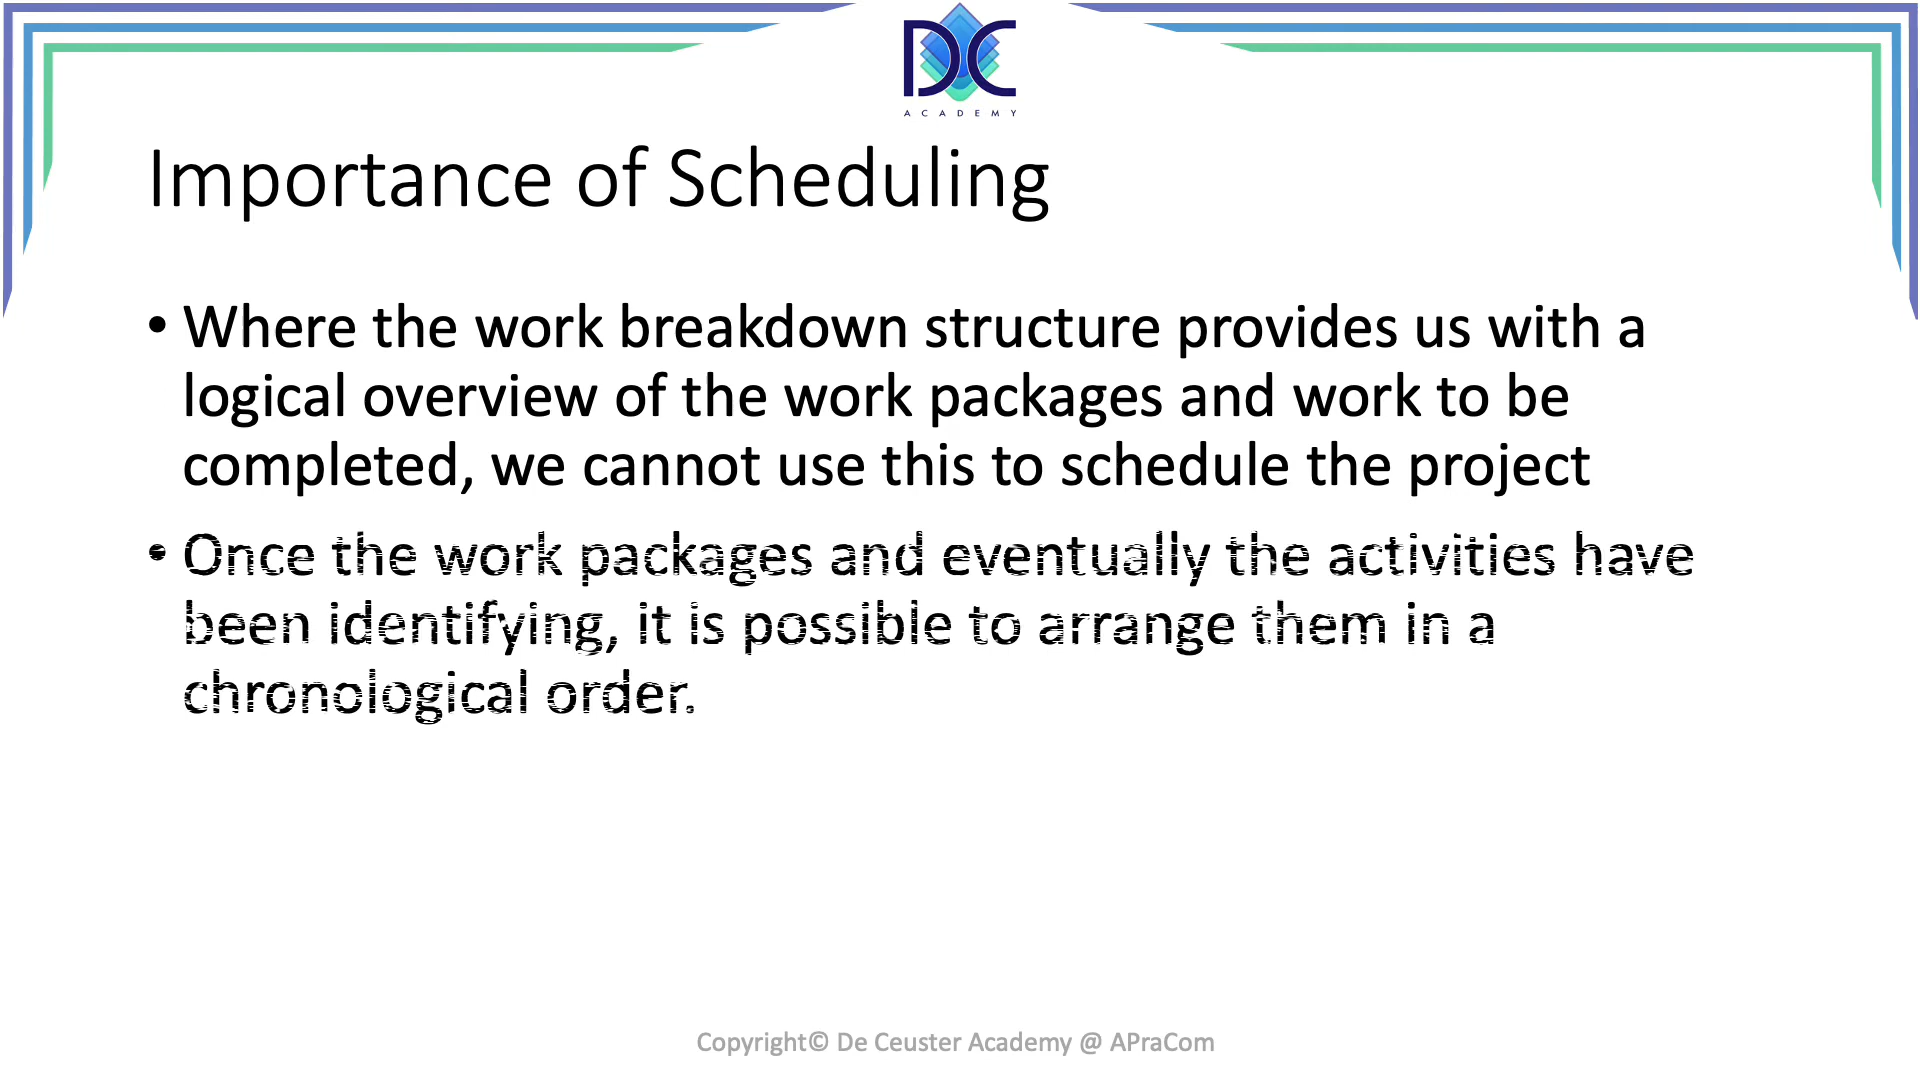 DC
ACADEMY
Importance of Scheduling
• Where the work breakdown structure provides us with a
logical overview of the work packages and work to be
completed, we cannot use this to schedule the project
• Once the work packages and eventually the activities have
been identifying, it is possible to arrange them in a
chronological order.
Copyright© De Ceuster Academy @ APraCom